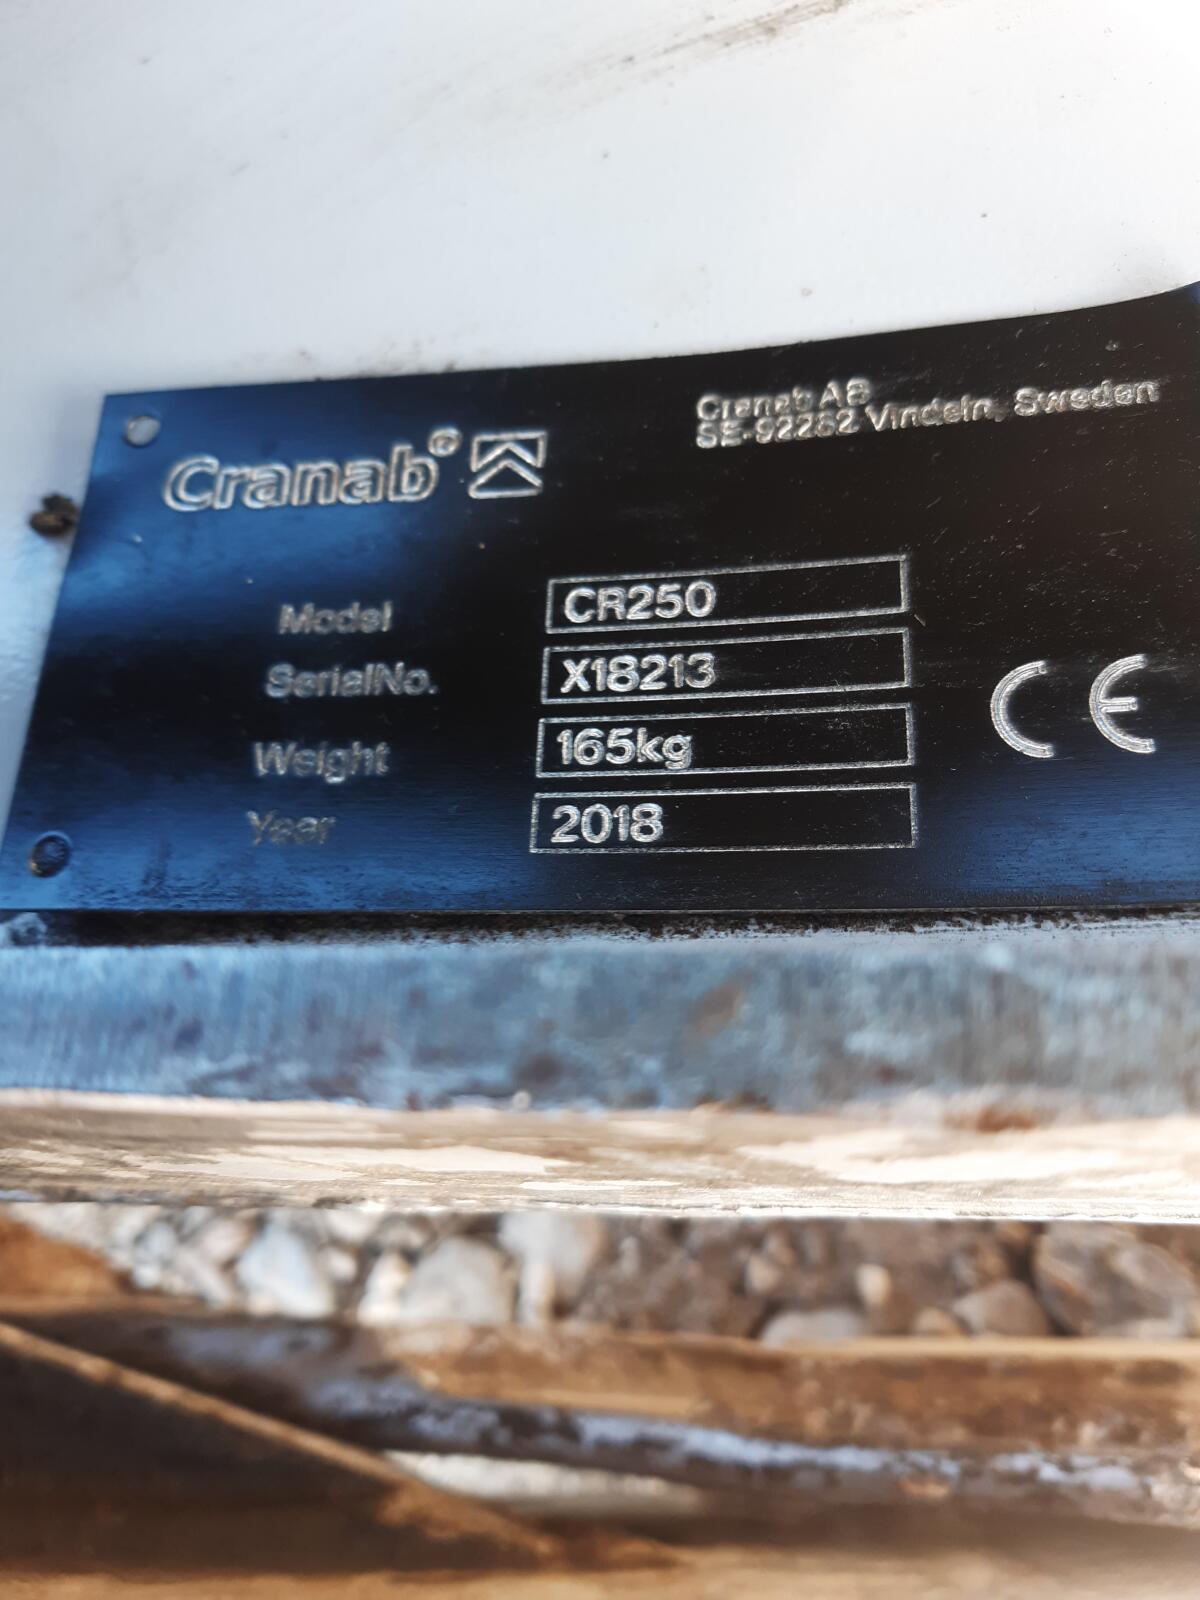 Cranab®
Cranab AB
SE-92282 Vindeln, Sweden
Model CR250
SerialNo. X18213
Weight 165kg
Year 2018
CE